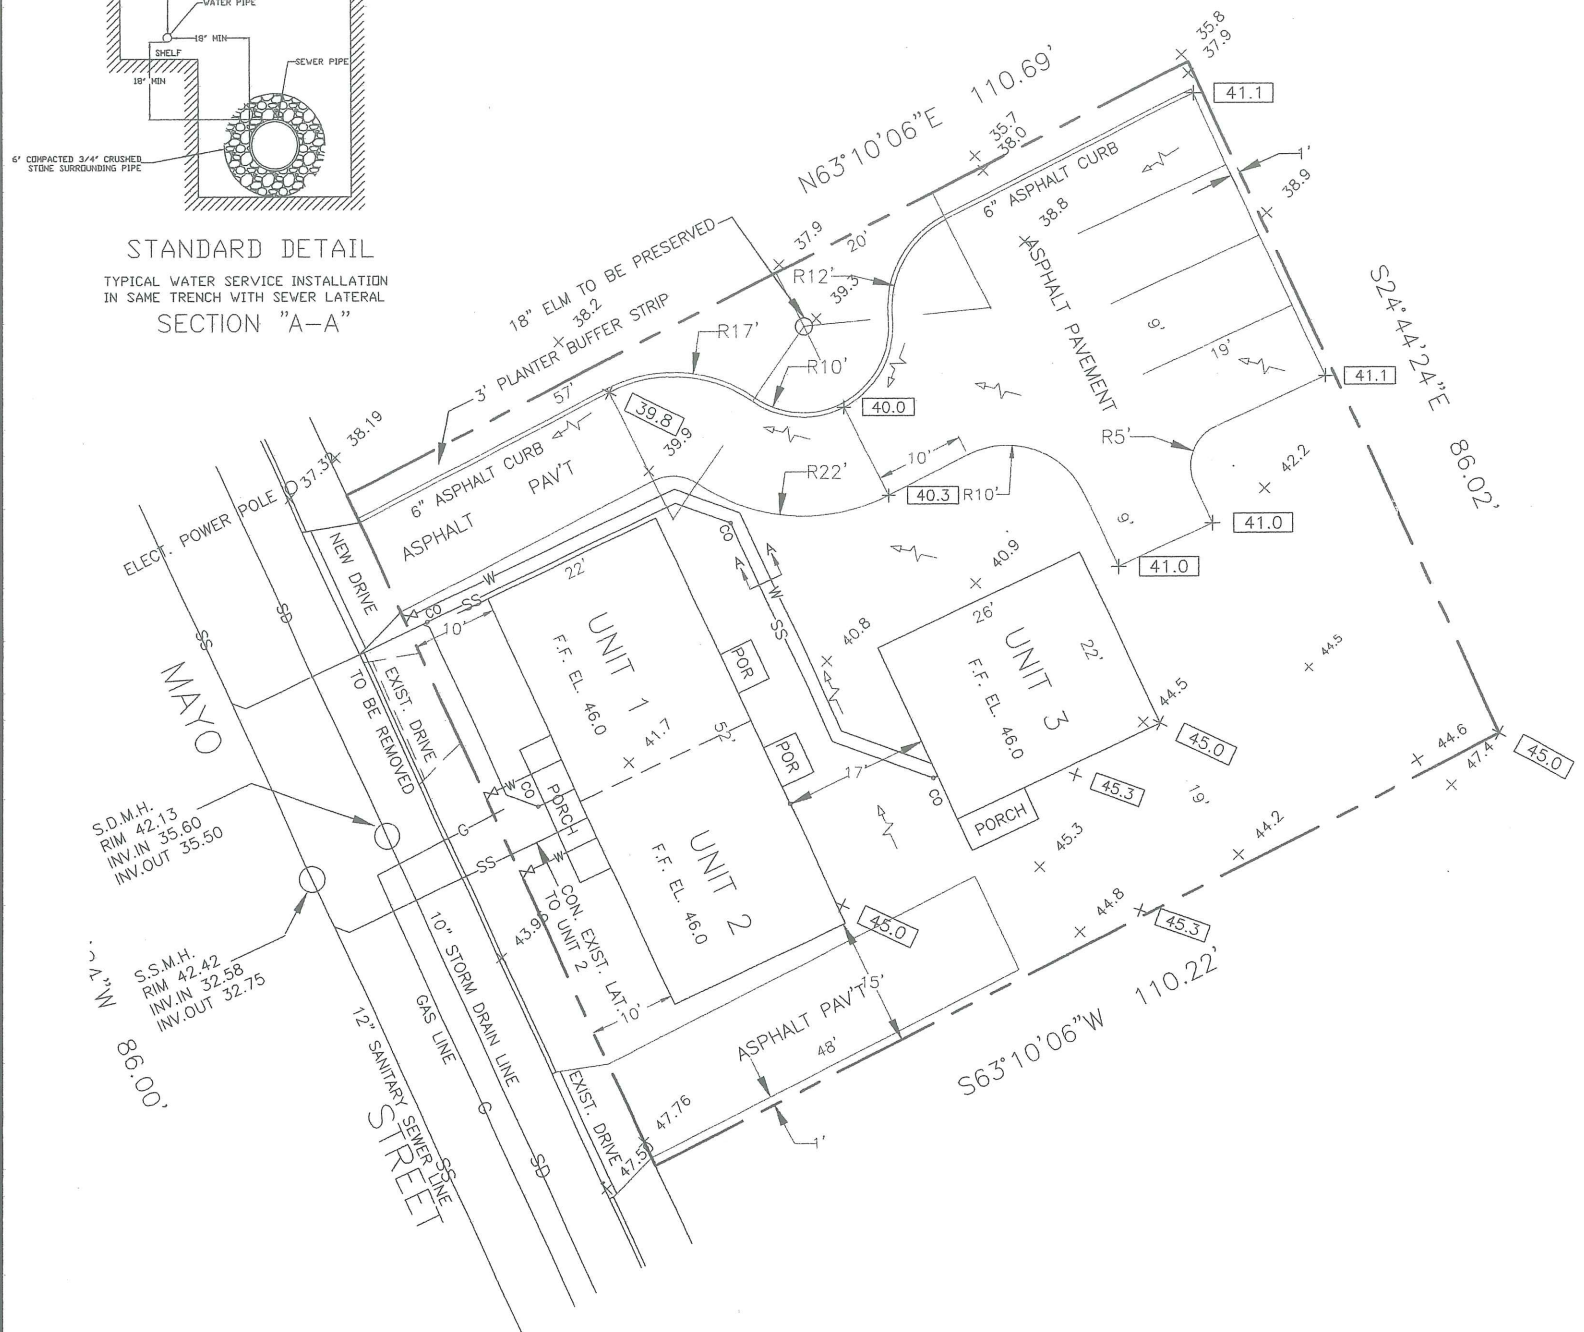 WATER PIPE
18" MIN
SHELF
18" MIN
SEWER PIPE
6" COMPACTED 3/4" CRUSHED
STONE SURROUNDING PIPE
STANDARD DETAIL
TYPICAL WATER SERVICE INSTALLATION
IN SAME TRENCH WITH SEWER LATERAL
SECTION "A-A"
N63°10'06"E 110.69'
35.8
37.9
41.1
35.7
38.0
6" ASPHALT CURB
1'
38.9
38.8
ASPHALT PAVEMENT
9'
19'
S24°44'24"E 86.02'
41.1
37.9
20'
R12'
39.3
18" ELM TO BE PRESERVED
38.2
3' PLANTER BUFFER STRIP
R17'
R10'
57'
39.8
40.0
39.9
R22'
10'
40.3
R10'
R5'
42.2
41.0
9'
41.0
38.19
37.32
ELECT. POWER POLE
6" ASPHALT CURB
ASPHALT
PAV'T
NEW DRIVE
W
SS
CO
10'
22'
CO
A
A
W
SS
40.9
40.8
UNIT 1
F.F. EL. 46.0
POR
41.7
52'
POR
17'
26'
UNIT 3
F.F. EL. 46.0
22'
44.5
44.5
45.0
45.3
19'
44.6
47.4
45.0
CO
PORCH
45.3
44.2
44.8
45.3
SS
SD
MAYO
EXIST. DRIVE
TO BE REMOVED
W
CO
PORCH
G
SS
W
UNIT 2
F.F. EL. 46.0
45.0
S.D.M.H.
RIM 42.13
INV.IN 35.60
INV.OUT 35.50
S.S.M.H.
RIM 42.42
INV.IN 32.58
INV.OUT 32.75
43.96
CON. EXIST. LAT.
TO UNIT 2
10'
15'
ASPHALT PAV'T
48'
S63°10'06"W 110.22'
1'
4"W 86.00'
10" STORM DRAIN LINE
GAS LINE
12" SANITARY SEWER LINE
G
SS
SD
STREET
EXIST. DRIVE
47.76